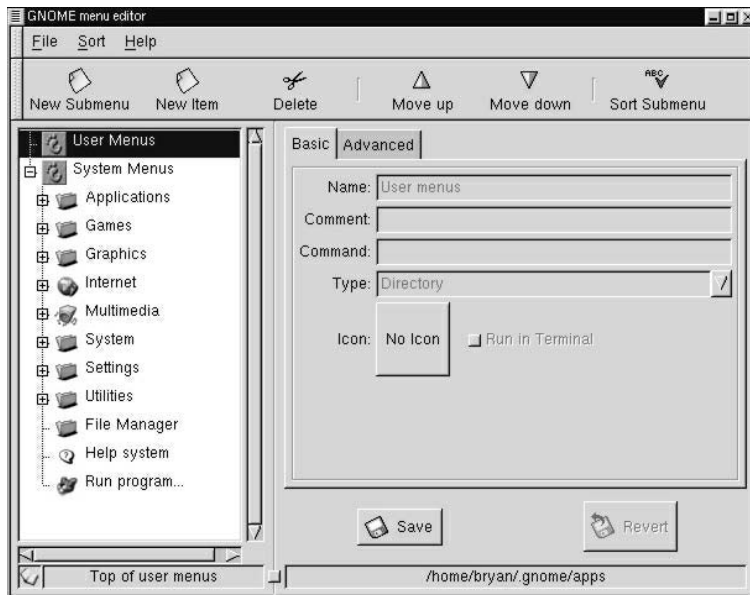 GNOME menu editor
File Sort Help
New Submenu New Item Delete Move up Move down ABC Sort Submenu
User Menus
System Menus
Applications
Games
Graphics
Internet
Multimedia
System
Settings
Utilities
File Manager
Help system
Run program...
Basic Advanced
Name: User menus
Comment:
Command:
Type: Directory
Icon: No Icon Run in Terminal
Save Revert
Top of user menus /home/bryan/.gnome/apps